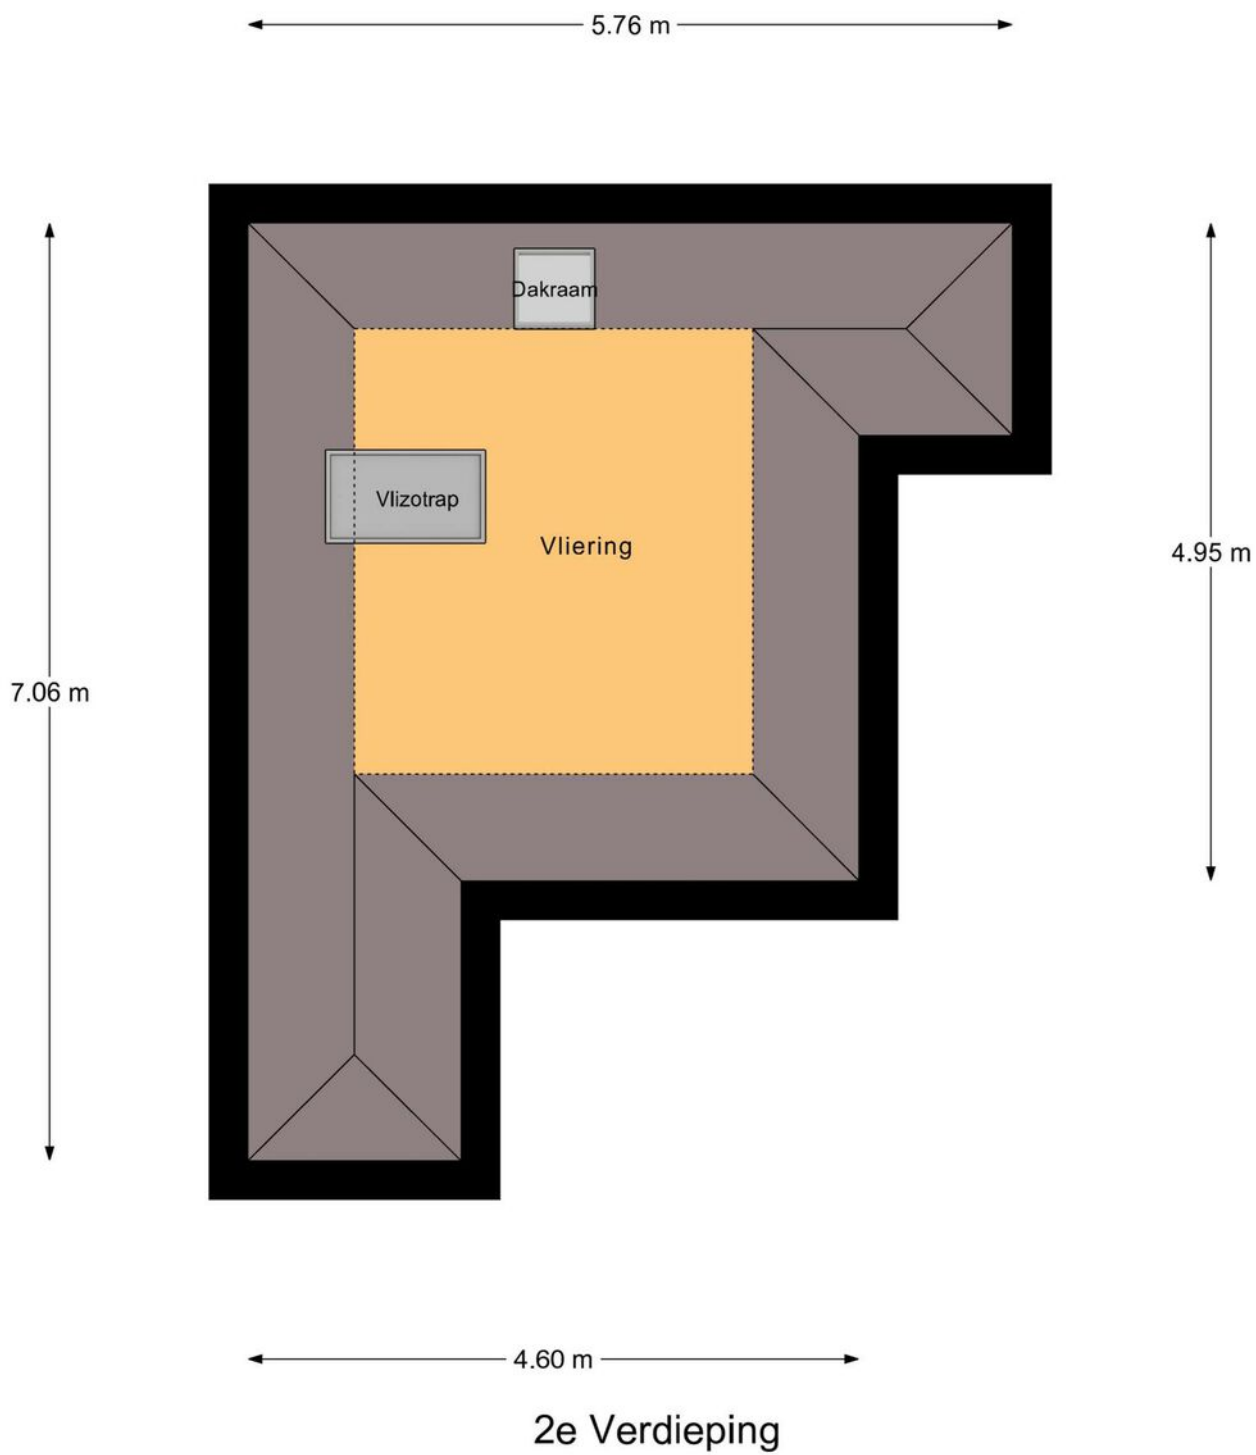 5.76 m
Dakraam
Vlizotrap
Vliering
4.95 m
7.06 m
4.60 m
2e Verdieping